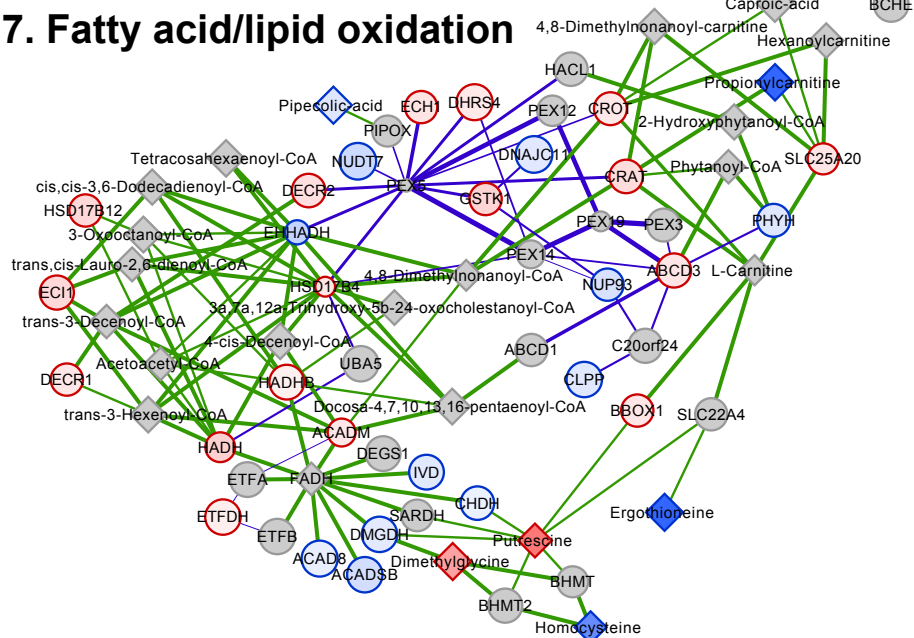 Caproic-acid
BCHE
7. Fatty acid/lipid oxidation
4,8-Dimethylnonanoyl-carnitine
Hexanoylcarnitine
HACL1
Propionylcarnitine
Pipecolic-acid
ECH1
DHRS4
PEX12
CROT
2-Hydroxyphytanoyl-CoA
PIPOX
Tetracosahexaenoyl-CoA
NUDT7
DNAJC11
Phytanoyl-CoA
SLC25A20
cis,cis-3,6-Dodecadienoyl-CoA
DECR2
PEX5
GSTK1
CRAT
HSD17B12
3-Oxooctanoyl-CoA
EHHADH
PEX19
PEX3
PHYH
trans,cis-Lauro-2,6-dienoyl-CoA
PEX14
4,8-Dimethylnonanoyl-CoA
ABCD3
L-Carnitine
ECI1
HSD17B4
NUP93
3a,7a,12a-Trihydroxy-5b-24-oxocholestanoyl-CoA
trans-3-Decenoyl-CoA
4-cis-Decenoyl-CoA
ABCD1
C20orf24
Acetoacetyl-CoA
UBA5
DECR1
HADHB
CLPP
trans-3-Hexenoyl-CoA
Docosa-4,7,10,13,16-pentaenoyl-CoA
BBOX1
SLC22A4
ACADM
HADH
DEGS1
ETFA
FADH
IVD
CHDH
ETFDH
SARDH
Ergothioneine
ETFB
DMGDH
Putrescine
ACAD8
Dimethylglycine
ACADSB
BHMT
BHMT2
Homocysteine